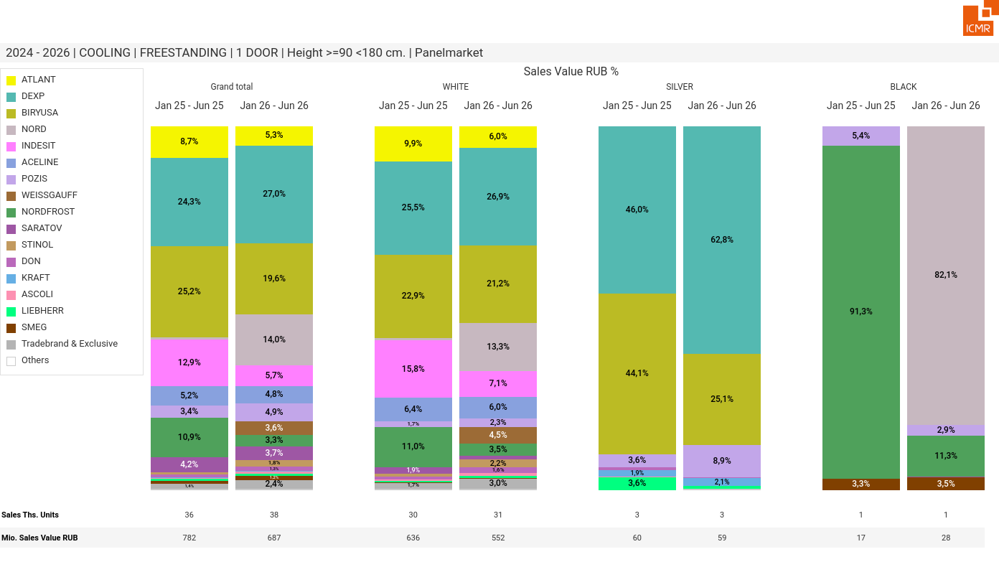 ICMR
2024 - 2026 | COOLING | FREESTANDING | 1 DOOR | Height >=90 <180 cm. | Panelmarket
Sales Value RUB %
ATLANT
DEXP
BIRYUSA
NORD
INDESIT
ACELINE
POZIS
WEISSGAUFF
NORDFROST
SARATOV
STINOL
DON
KRAFT
ASCOLI
LIEBHERR
SMEG
Tradebrand & Exclusive
Others
Grand total
Jan 25 - Jun 25
8,7%
24,3%
25,2%
12,9%
5,2%
3,4%
10,9%
4,2%
1,4%
Jan 26 - Jun 26
5,3%
27,0%
19,6%
14,0%
5,7%
4,8%
4,9%
3,6%
3,3%
3,7%
1,8%
1,3%
1,2%
2,4%
WHITE
Jan 25 - Jun 25
9,9%
25,5%
22,9%
15,8%
6,4%
1,7%
11,0%
1,9%
1,7%
Jan 26 - Jun 26
6,0%
26,9%
21,2%
13,3%
7,1%
6,0%
2,3%
4,5%
3,5%
2,2%
1,6%
3,0%
SILVER
Jan 25 - Jun 25
46,0%
44,1%
3,6%
1,9%
3,6%
Jan 26 - Jun 26
62,8%
25,1%
8,9%
2,1%
BLACK
Jan 25 - Jun 25
5,4%
91,3%
3,3%
Jan 26 - Jun 26
82,1%
2,9%
11,3%
3,5%
Sales Ths. Units 36 38 30 31 3 3 1 1
Mio. Sales Value RUB 782 687 636 552 60 59 17 28